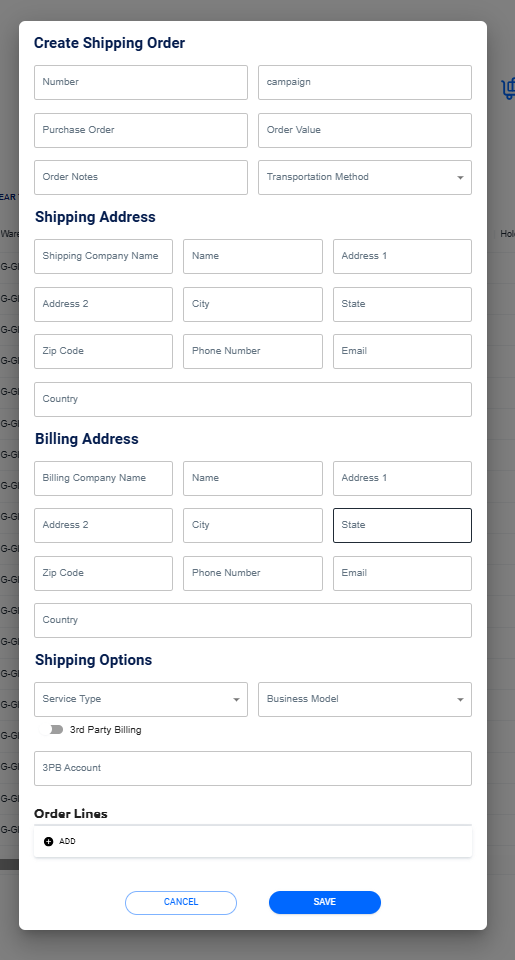 Create Shipping Order
Number campaign
Purchase Order Order Value
Order Notes Transportation Method
Shipping Address
Shipping Company Name Name Address 1
Address 2 City State
Zip Code Phone Number Email
Country
Billing Address
Billing Company Name Name Address 1
Address 2 City State
Zip Code Phone Number Email
Country
Shipping Options
Service Type Business Model
3rd Party Billing
3PB Account
Order Lines
ADD
CANCEL SAVE